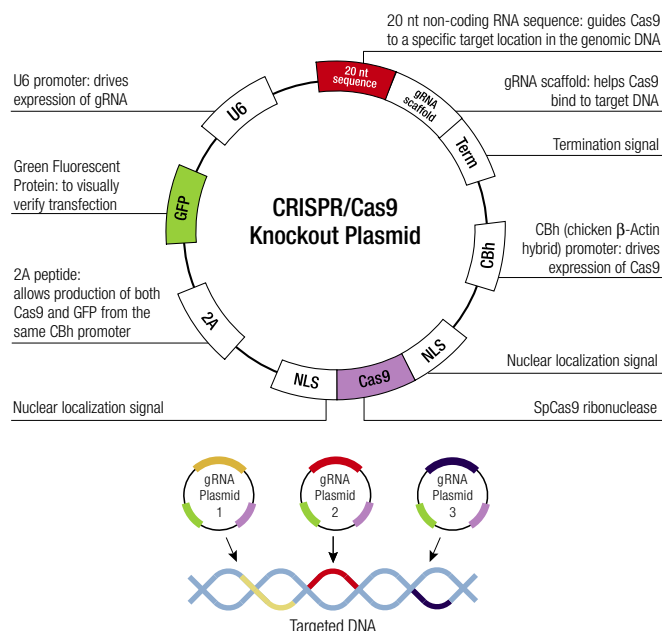 20 nt non-coding RNA sequence: guides Cas9
to a specific target location in the genomic DNA
U6 promoter: drives
expression of gRNA
gRNA scaffold: helps Cas9
bind to target DNA
Termination signal
Green Fluorescent
Protein: to visually
verify transfection
CBh (chicken β-Actin
hybrid) promoter: drives
expression of Cas9
2A peptide:
allows production of both
Cas9 and GFP from the
same CBh promoter
Nuclear localization signal
Nuclear localization signal
SpCas9 ribonuclease
CRISPR/Cas9
Knockout Plasmid
20 nt
sequence
gRNA
scaffold
Term
CBh
NLS
Cas9
NLS
2A
GFP
U6
gRNA
Plasmid
1
gRNA
Plasmid
2
gRNA
Plasmid
3
Targeted DNA